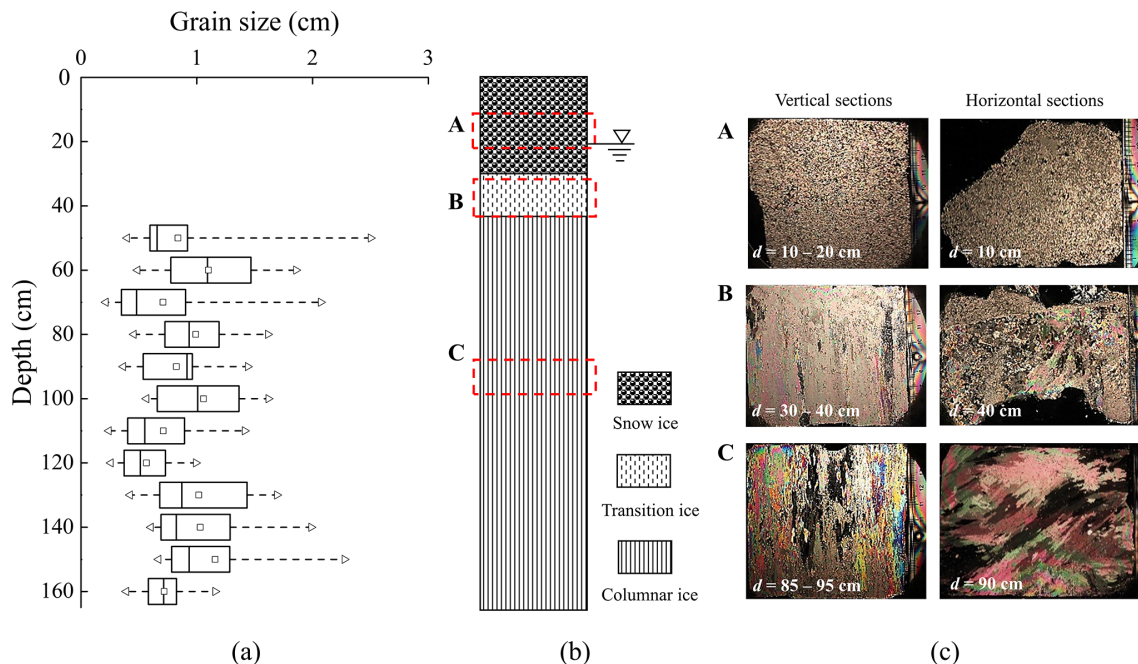 Grain size (cm)
0 1 2 3
0
20
40
60
80
100
120
140
160
Depth (cm)
(a)
A
B
C
Snow ice
Transition ice
Columnar ice
(b)
Vertical sections Horizontal sections
A
d = 10 – 20 cm d = 10 cm
B
d = 30 – 40 cm d = 40 cm
C
d = 85 – 95 cm d = 90 cm
(c)